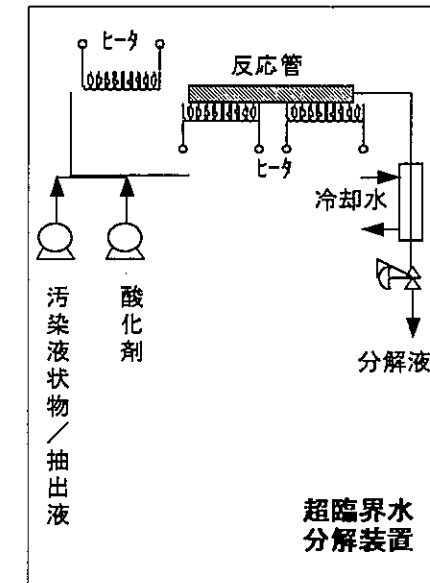 ヒータ
反応管
ヒータ
冷却水
汚染液状物／抽出液
酸化剤
分解液
超臨界水
分解装置